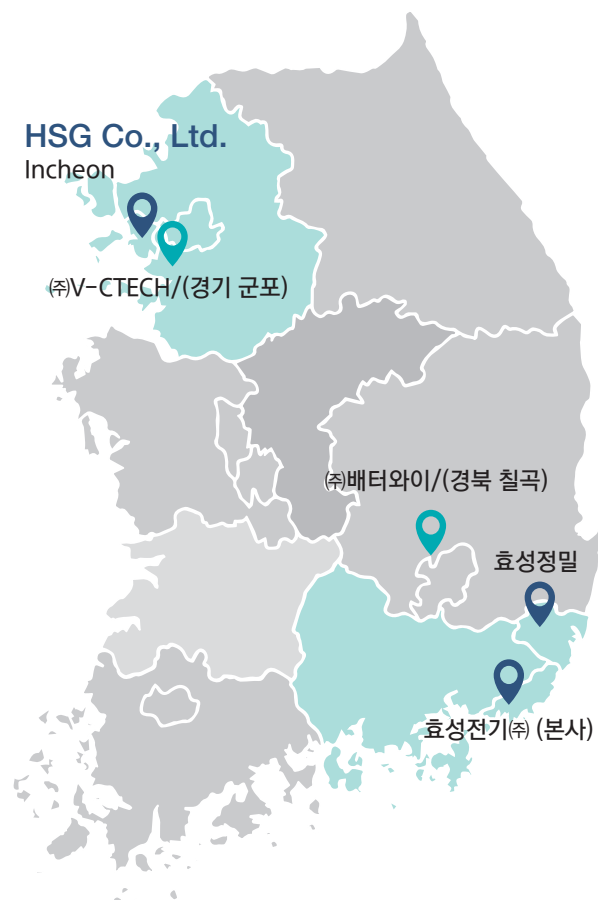 HSG Co., Ltd.
Incheon
㈜V-CTECH/(경기 군포)
㈜배터와이/(경북 칠곡)
효성정밀
효성전기㈜ (본사)